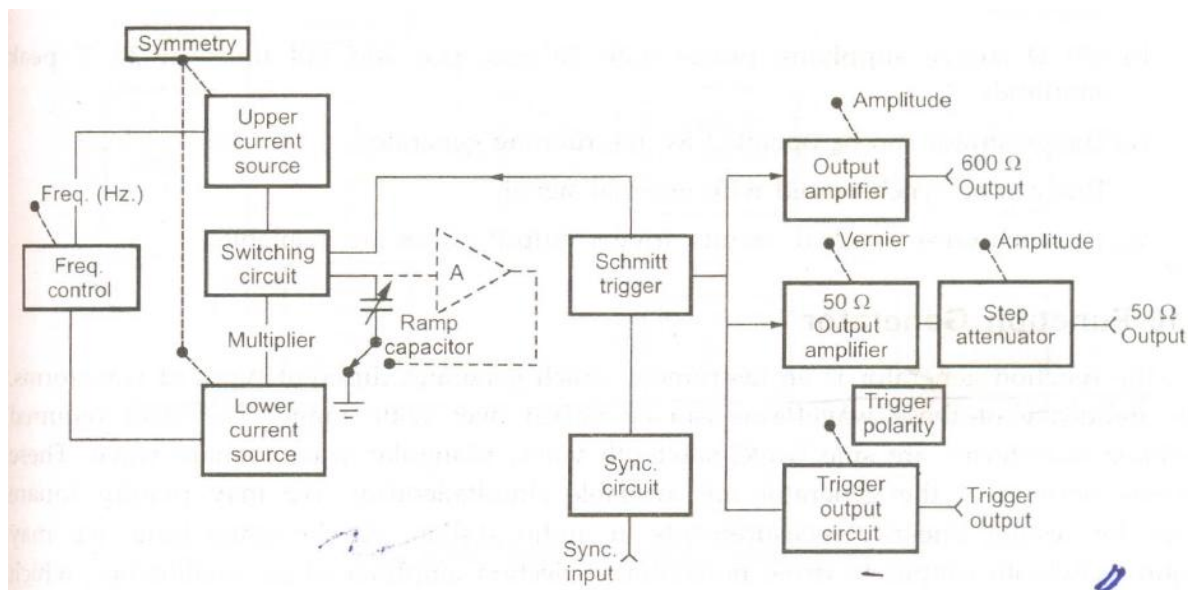 Symmetry
Upper
current
source
Freq. (Hz.)
Freq.
control
Switching
circuit
Multiplier
Lower
current
source
A
Ramp
capacitor
Schmitt
trigger
Sync.
circuit
Sync.
input
Amplitude
Output
amplifier
600 Ω
Output
Vernier
50 Ω
Output
amplifier
Amplitude
Step
attenuator
50 Ω
Output
Trigger
polarity
Trigger
output
circuit
Trigger
output